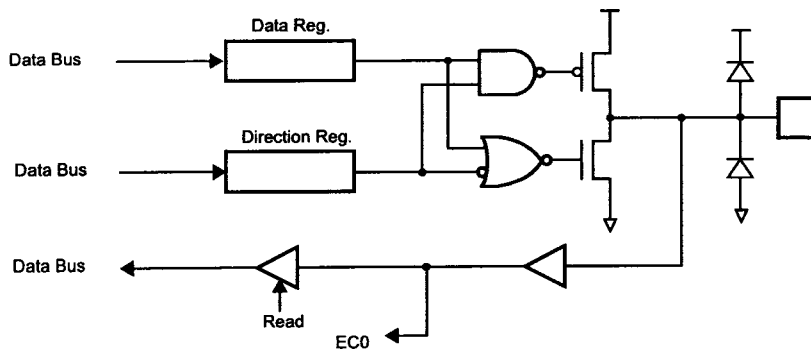 Data Reg.
Data Bus
Direction Reg.
Data Bus
Data Bus
Read
EC0